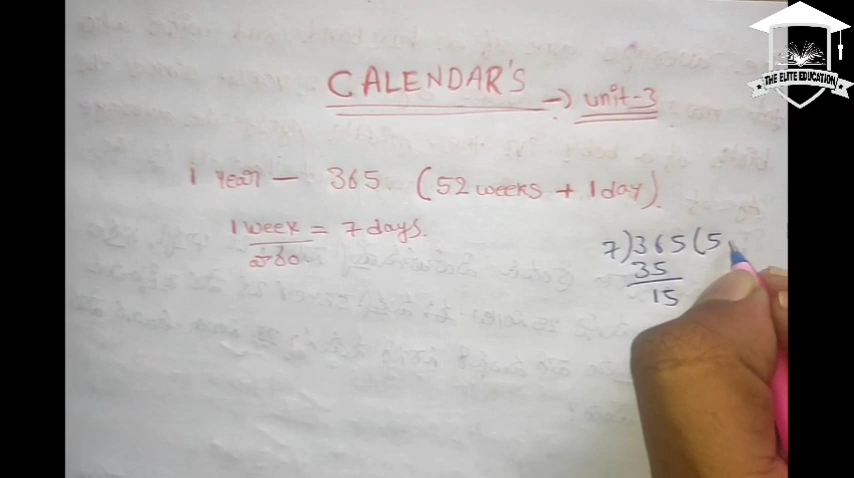 THE ELITE EDUCATION
CALENDAR'S → unit-3
1 year - 365 (52 weeks + 1 day).
1 week = 7 days.
వారం
7)365(5
35
15